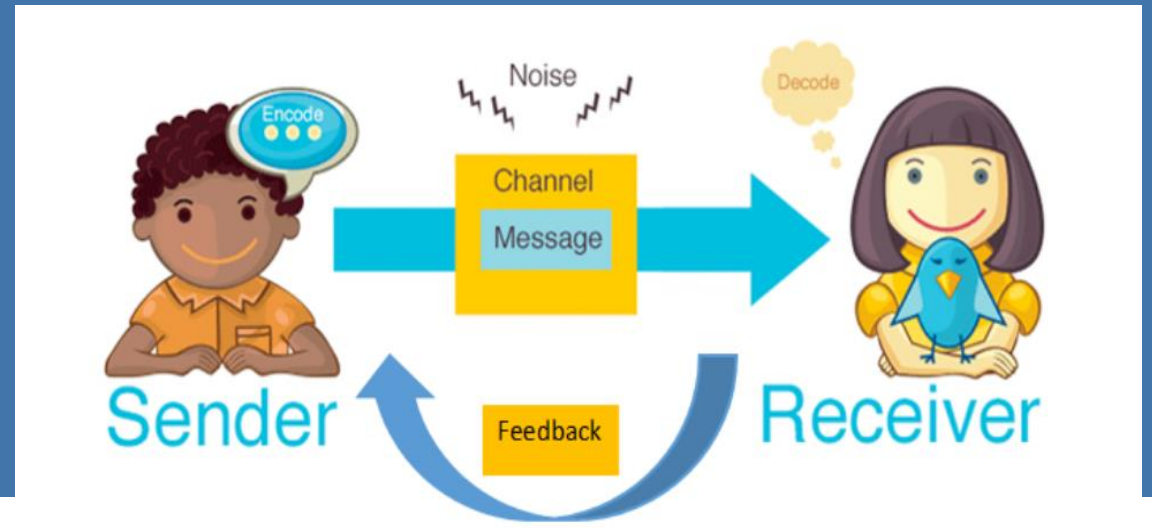 Noise
Encode
Decode
Channel
Message
Sender
Feedback
Receiver